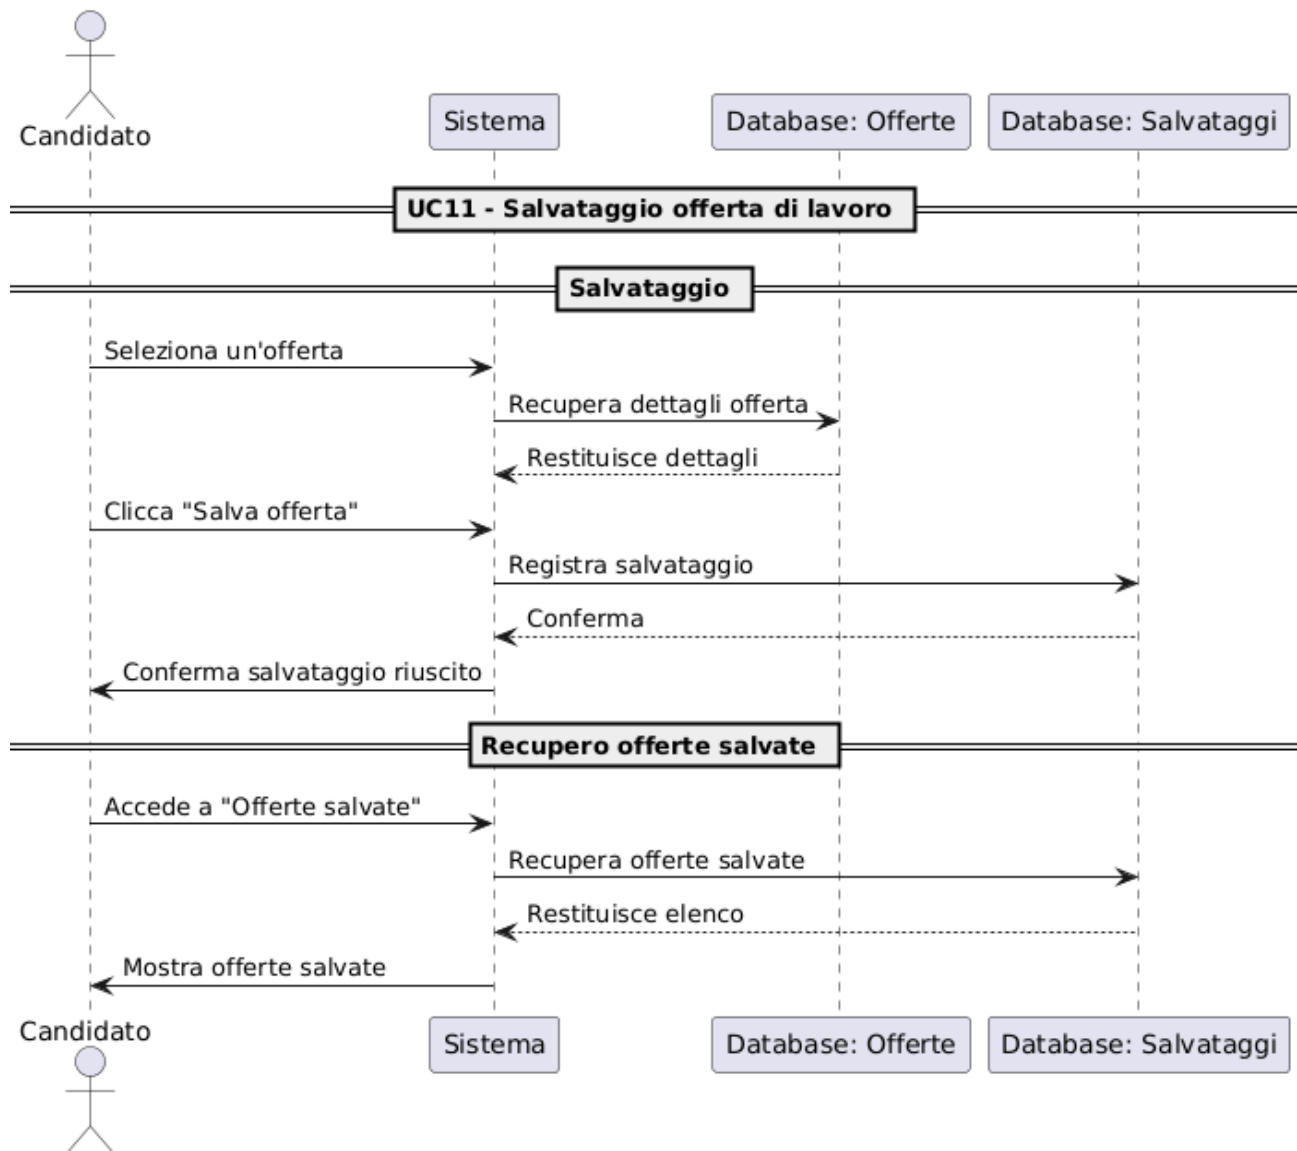 Candidato
Sistema
Database: Offerte
Database: Salvataggi
UC11 - Salvataggio offerta di lavoro
Salvataggio
Seleziona un'offerta
Recupera dettagli offerta
Restituisce dettagli
Clicca "Salva offerta"
Registra salvataggio
Conferma
Conferma salvataggio riuscito
Recupero offerte salvate
Accede a "Offerte salvate"
Recupera offerte salvate
Restituisce elenco
Mostra offerte salvate
Candidato
Sistema
Database: Offerte
Database: Salvataggi